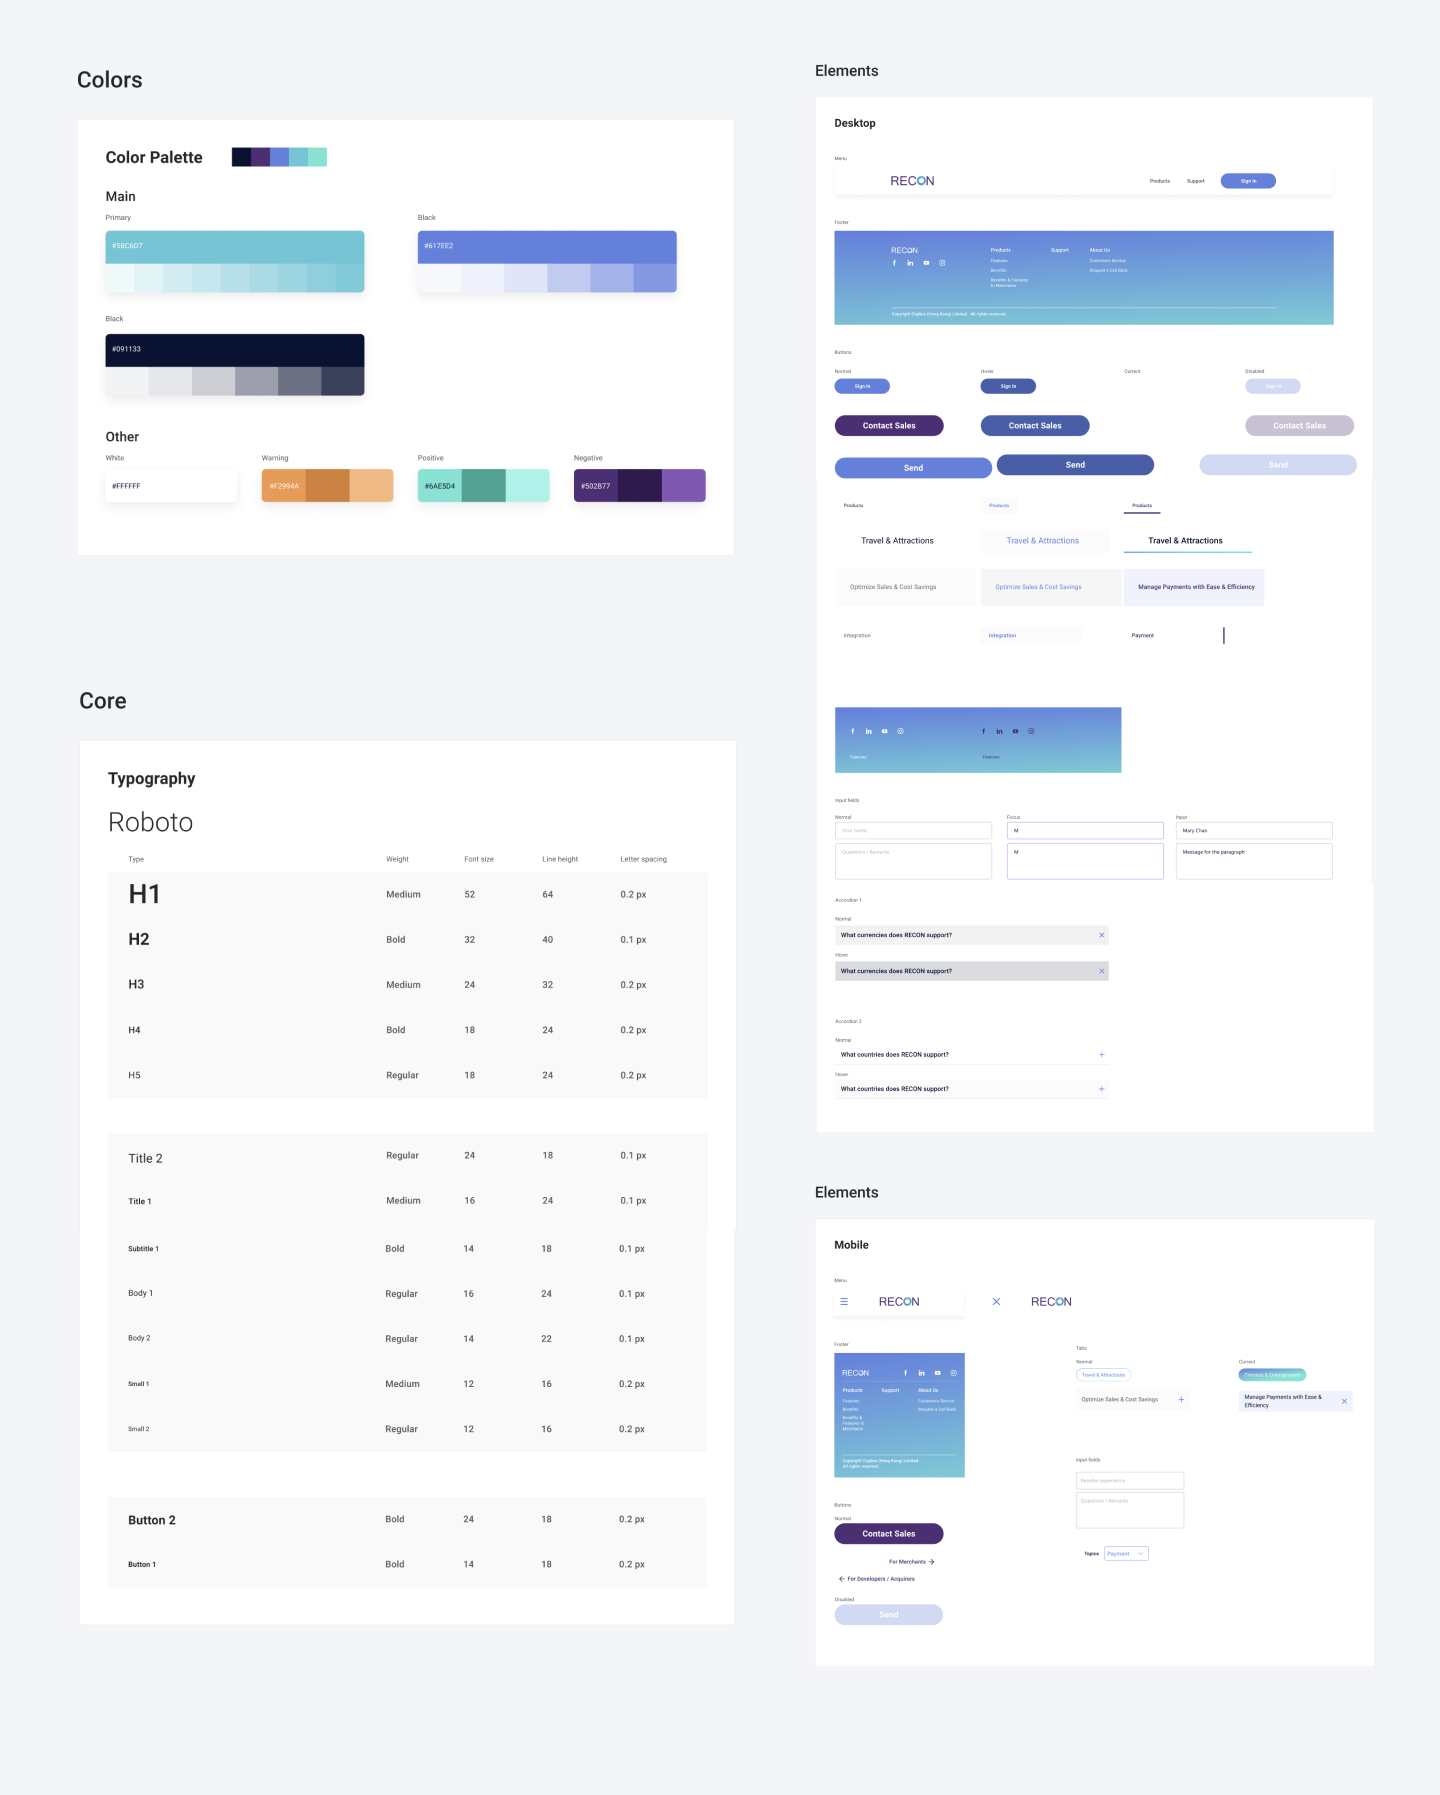 Colors
Color Palette
Main
Primary
Black
#5BC6D7
#617EE2
Black
#091133
Other
White
Warning
Positive
Negative
#FFFFFF
#F2994A
#6AE5D4
#502B77
Core
Typography
Roboto
Type Weight Font size Line height Letter spacing
H1 Medium 52 64 0.2 px
H2 Bold 32 40 0.1 px
H3 Medium 24 32 0.2 px
H4 Bold 18 24 0.2 px
H5 Regular 18 24 0.2 px
Title 2 Regular 24 18 0.1 px
Title 1 Medium 16 24 0.1 px
Subtitle 1 Bold 14 18 0.1 px
Body 1 Regular 16 24 0.1 px
Body 2 Regular 14 22 0.1 px
Small 1 Medium 12 16 0.2 px
Small 2 Regular 12 16 0.2 px
Button 2 Bold 24 18 0.2 px
Button 1 Bold 14 18 0.2 px
Elements
Desktop
Menu
RECON Products Support Sign In
Footer
RECON Products Support About Us
Features Customers Service
Benefits Request a Call Back
Benefits & Features
to Merchants
Copyright Cityline (Hong Kong) Limited. All rights reserved
Buttons
Normal Hover Current Disabled
Sign In Sign In Sign In
Contact Sales Contact Sales Contact Sales
Send Send Send
Products Products Products
Travel & Attractions Travel & Attractions Travel & Attractions
Optimize Sales & Cost Savings Optimize Sales & Cost Savings Manage Payments with Ease & Efficiency
Integration Integration Payment
Features Features
Input fields
Normal Focus Input
Your name M Mary Chan
Questions / Remarks M Message for the paragraph
Accordion 1
Normal
What currencies does RECON support?
Hover
What currencies does RECON support?
Accordion 2
Normal
What countries does RECON support?
Hover
What countries does RECON support?
Elements
Mobile
Menu
RECON RECON
Footer
RECON
Products Support About Us
Features Customers Service
Benefits Request a Call Back
Benefits &
Features to
Merchants
Copyright Cityline (Hong Kong) Limited.
All rights reserved.
Buttons
Normal
Contact Sales
For Merchants
For Developers / Acquirers
Disabled
Send
Tabs
Normal Current
Travel & Attractions Cinemas & Entertainment
Optimize Sales & Cost Savings
Manage Payments with Ease &
Efficiency
Input fields
Reseller experience
Questions / Remarks
Topics Payment